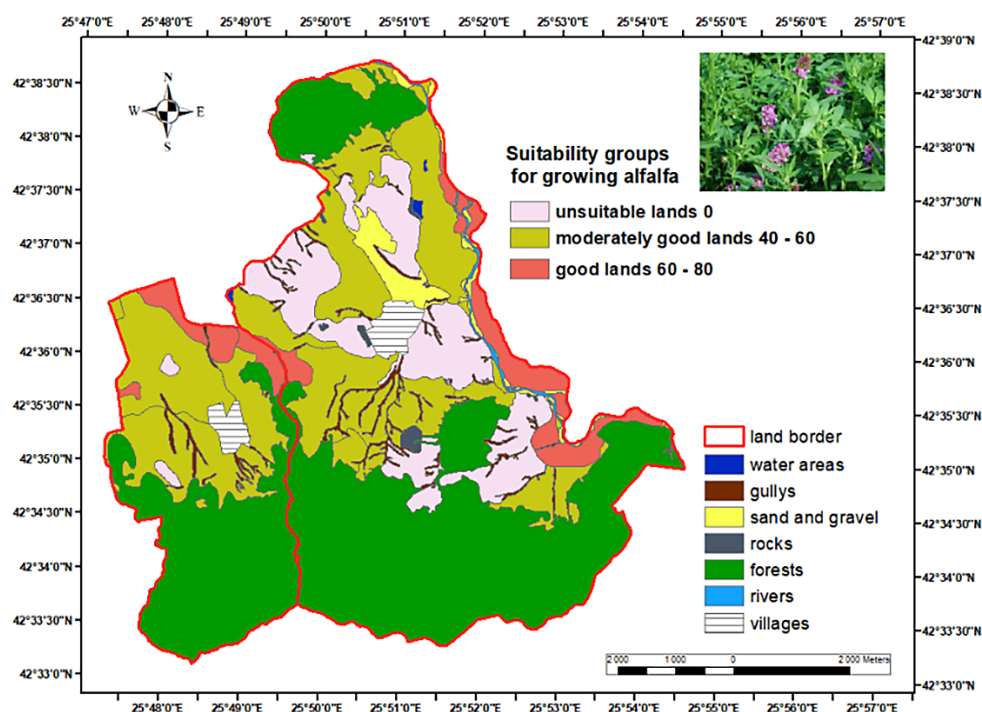 25°47'0"E 25°48'0"E 25°49'0"E 25°50'0"E 25°51'0"E 25°52'0"E 25°53'0"E 25°54'0"E 25°55'0"E 25°56'0"E 25°57'0"E
42°39'0"N
42°38'30"N 42°38'30"N
42°38'0"N 42°38'0"N
42°37'30"N 42°37'30"N
42°37'0"N 42°37'0"N
42°36'30"N 42°36'30"N
42°36'0"N 42°36'0"N
42°35'30"N 42°35'30"N
42°35'0"N 42°35'0"N
42°34'30"N 42°34'30"N
42°34'0"N 42°34'0"N
42°33'30"N 42°33'30"N
42°33'0"N 42°33'0"N
N
W E
S
Suitability groups
for growing alfalfa
unsuitable lands 0
moderately good lands 40 - 60
good lands 60 - 80
land border
water areas
gullys
sand and gravel
rocks
forests
rivers
villages
2 000 1 000 0 2 000 Meters
25°48'0"E 25°49'0"E 25°50'0"E 25°51'0"E 25°52'0"E 25°53'0"E 25°54'0"E 25°55'0"E 25°56'0"E 25°57'0"E